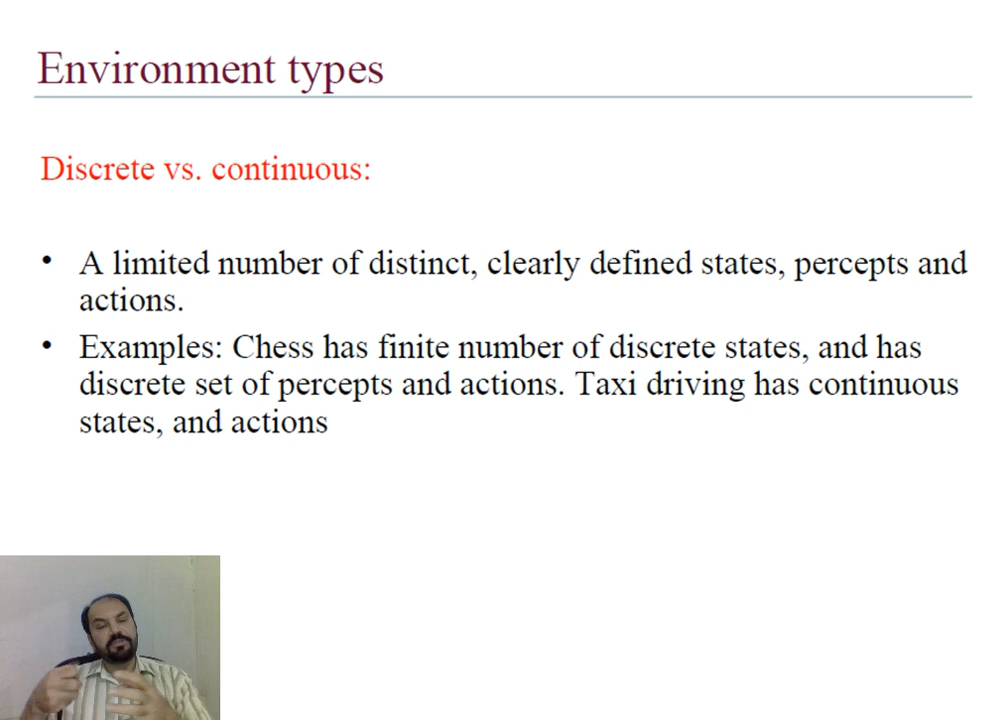 Environment types
Discrete vs. continuous:
• A limited number of distinct, clearly defined states, percepts and
actions.
• Examples: Chess has finite number of discrete states, and has
discrete set of percepts and actions. Taxi driving has continuous
states, and actions